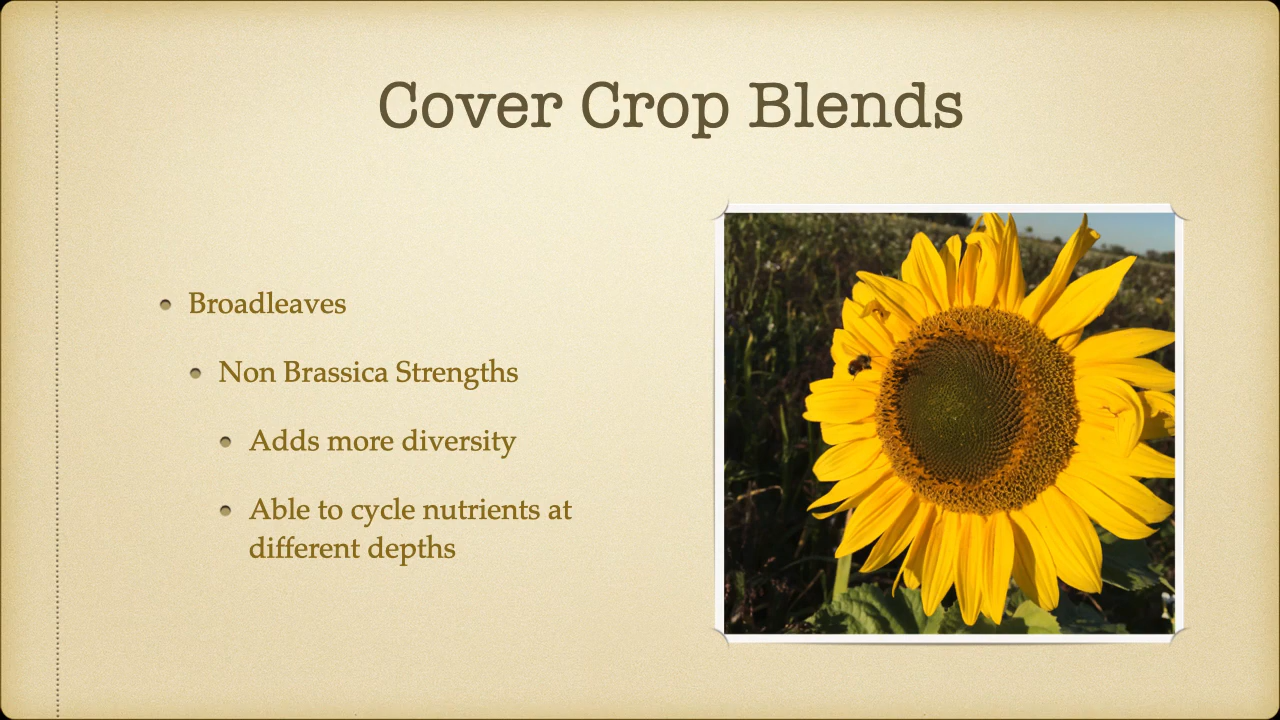 Cover Crop Blends
Broadleaves
Non Brassica Strengths
Adds more diversity
Able to cycle nutrients at
different depths